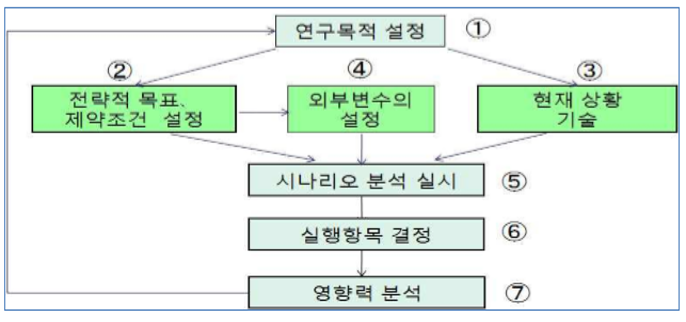 연구목적 설정 ①
② ④ ③
전략적 목표, 제약조건 설정
외부변수의 설정
현재 상황 기술
시나리오 분석 실시 ⑤
실행항목 결정 ⑥
영향력 분석 ⑦